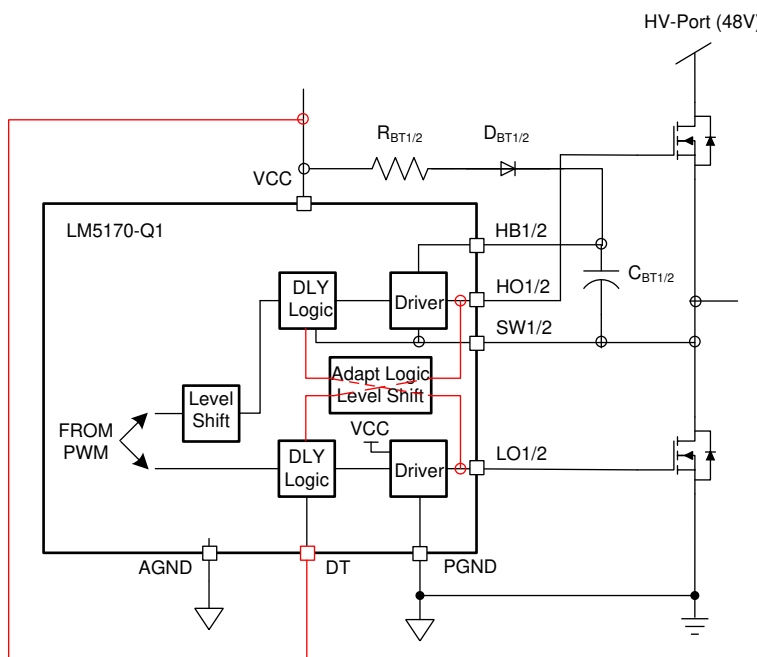 HV-Port (48V)
RBT1/2
DBT1/2
VCC
LM5170-Q1
HB1/2
CBT1/2
DLY
Logic
Driver
HO1/2
SW1/2
Adapt Logic
Level Shift
Level
Shift
FROM
PWM
VCC
LO1/2
DLY
Logic
Driver
AGND
DT
PGND